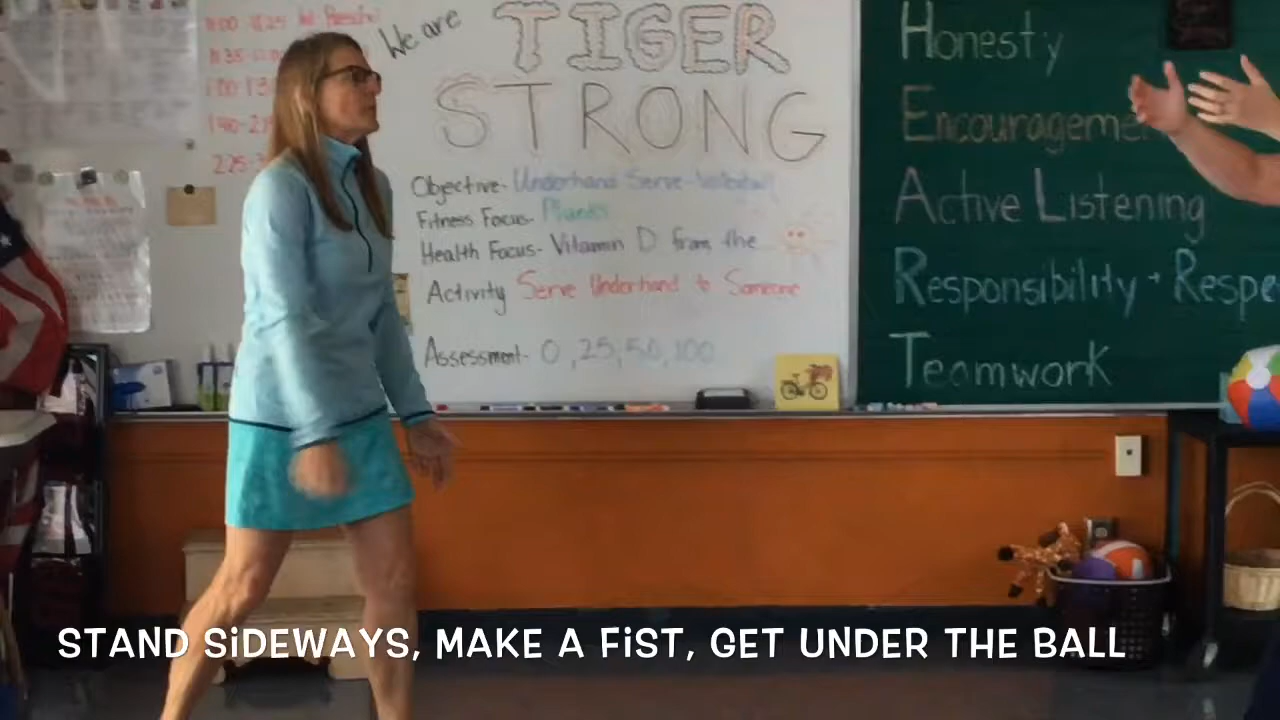 We are
TIGER
STRONG
Objective- Underhand Serve-Volleyball
Fitness Focus- Planks
Health Focus- Vitamin D from the
Activity Serve Underhand to Someone
Assessment- 0, 25, 50, 100
Honesty
Encourageme
Active Listening
Responsibility + Respe
Teamwork
STAND SiDEWAYS, MAKE A FiST, GET UNDER THE BALL